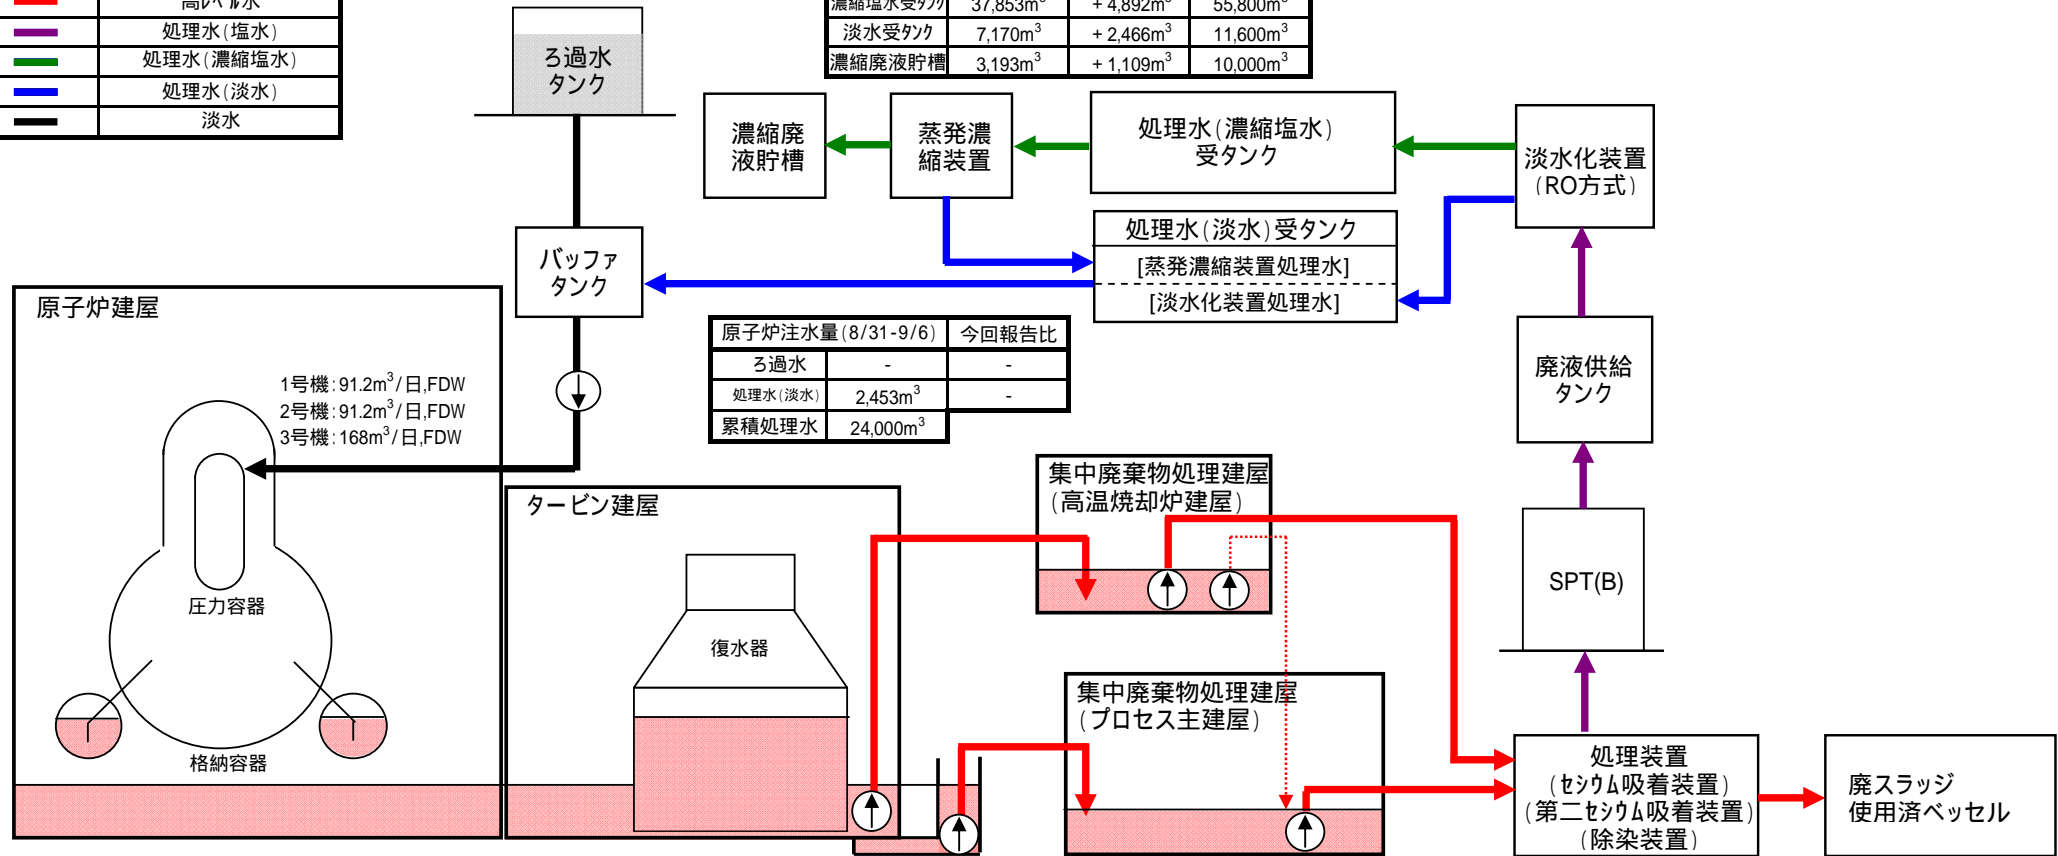 高ﾚﾍﾞﾙ水
処理水(塩水)
処理水(濃縮塩水)
処理水(淡水)
淡水
ろ過水
タンク
濃縮塩水受ﾀﾝｸ 37,853m³ + 4,892m³ 55,800m³
淡水受ﾀﾝｸ 7,170m³ + 2,466m³ 11,600m³
濃縮廃液貯槽 3,193m³ + 1,109m³ 10,000m³
濃縮廃
液貯槽
蒸発濃
縮装置
処理水(濃縮塩水)
受タンク
淡水化装置
(RO方式)
処理水(淡水)受タンク
[蒸発濃縮装置処理水]
[淡水化装置処理水]
バッファ
タンク
原子炉建屋
原子炉注水量(8/31-9/6) 今回報告比
ろ過水 - -
処理水(淡水) 2,453m³ -
累積処理水 24,000m³
廃液供給
タンク
1号機:91.2m³/日,FDW
2号機:91.2m³/日,FDW
3号機:168m³/日,FDW
タービン建屋
集中廃棄物処理建屋
(高温焼却炉建屋)
SPT(B)
圧力容器
復水器
集中廃棄物処理建屋
(プロセス主建屋)
格納容器
処理装置
(ｾｼｳﾑ吸着装置)
(第二ｾｼｳﾑ吸着装置)
(除染装置)
廃スラッジ
使用済ベッセル